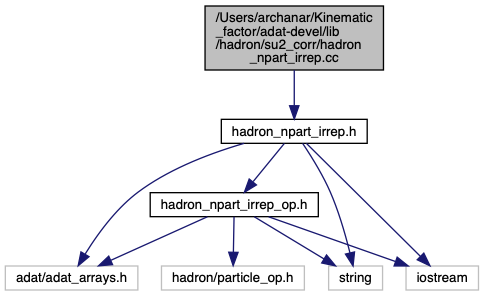 /Users/archanar/Kinematic
_factor/adat-devel/lib
/hadron/su2_corr/hadron
_npart_irrep.cc
hadron_npart_irrep.h
hadron_npart_irrep_op.h
adat/adat_arrays.h
hadron/particle_op.h
string
iostream